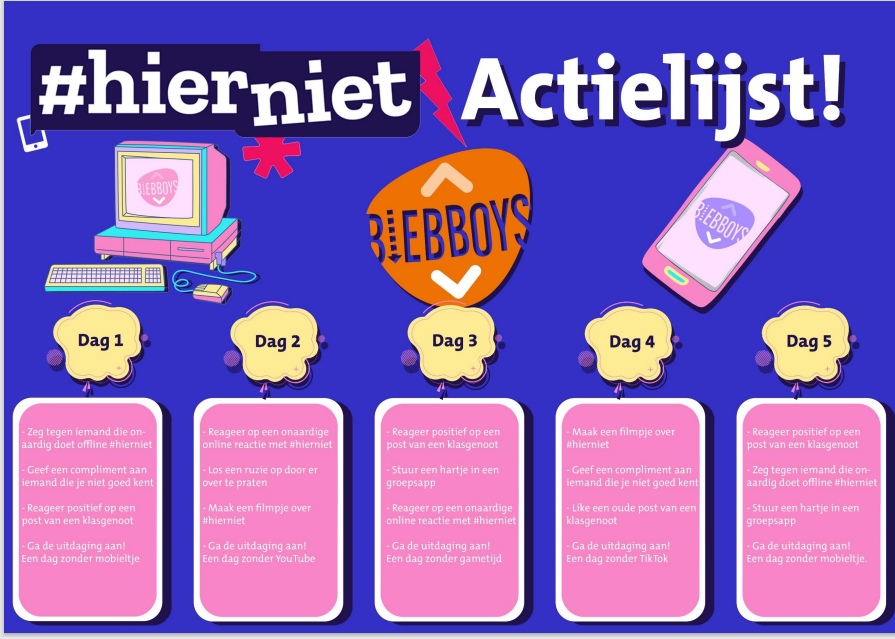 #hierniet Actielijst!
BIEBBOYS
BIEBBOYS
BIEBBOYS
Dag 1
Dag 2
Dag 3
Dag 4
Dag 5
- Zeg tegen iemand die on-
aardig doet offline #hierniet
- Geef een compliment aan
iemand die je niet goed kent
- Reageer positief op een
post van een klasgenoot
- Ga de uitdaging aan!
Een dag zonder mobieltje
- Reageer op een onaardige
online reactie met #hierniet
- Los een ruzie op door er
over te praten
- Maak een filmpje over
#hierniet
- Ga de uitdaging aan!
Een dag zonder YouTube
- Reageer positief op een
post van een klasgenoot
- Stuur een hartje in een
groepsapp
- Reageer op een onaardige
online reactie met #hierniet
- Ga de uitdaging aan!
Een dag zonder gametijd
- Maak een filmpje over
#hierniet
- Geef een compliment aan
iemand die je niet goed kent
- Like een oude post van een
klasgenoot
- Ga de uitdaging aan!
Een dag zonder TikTok
- Reageer positief op een
post van een klasgenoot
- Zeg tegen iemand die on-
aardig doet offline #hierniet
- Stuur een hartje in een
groepsapp
- Ga de uitdaging aan!
Een dag zonder mobieltje.